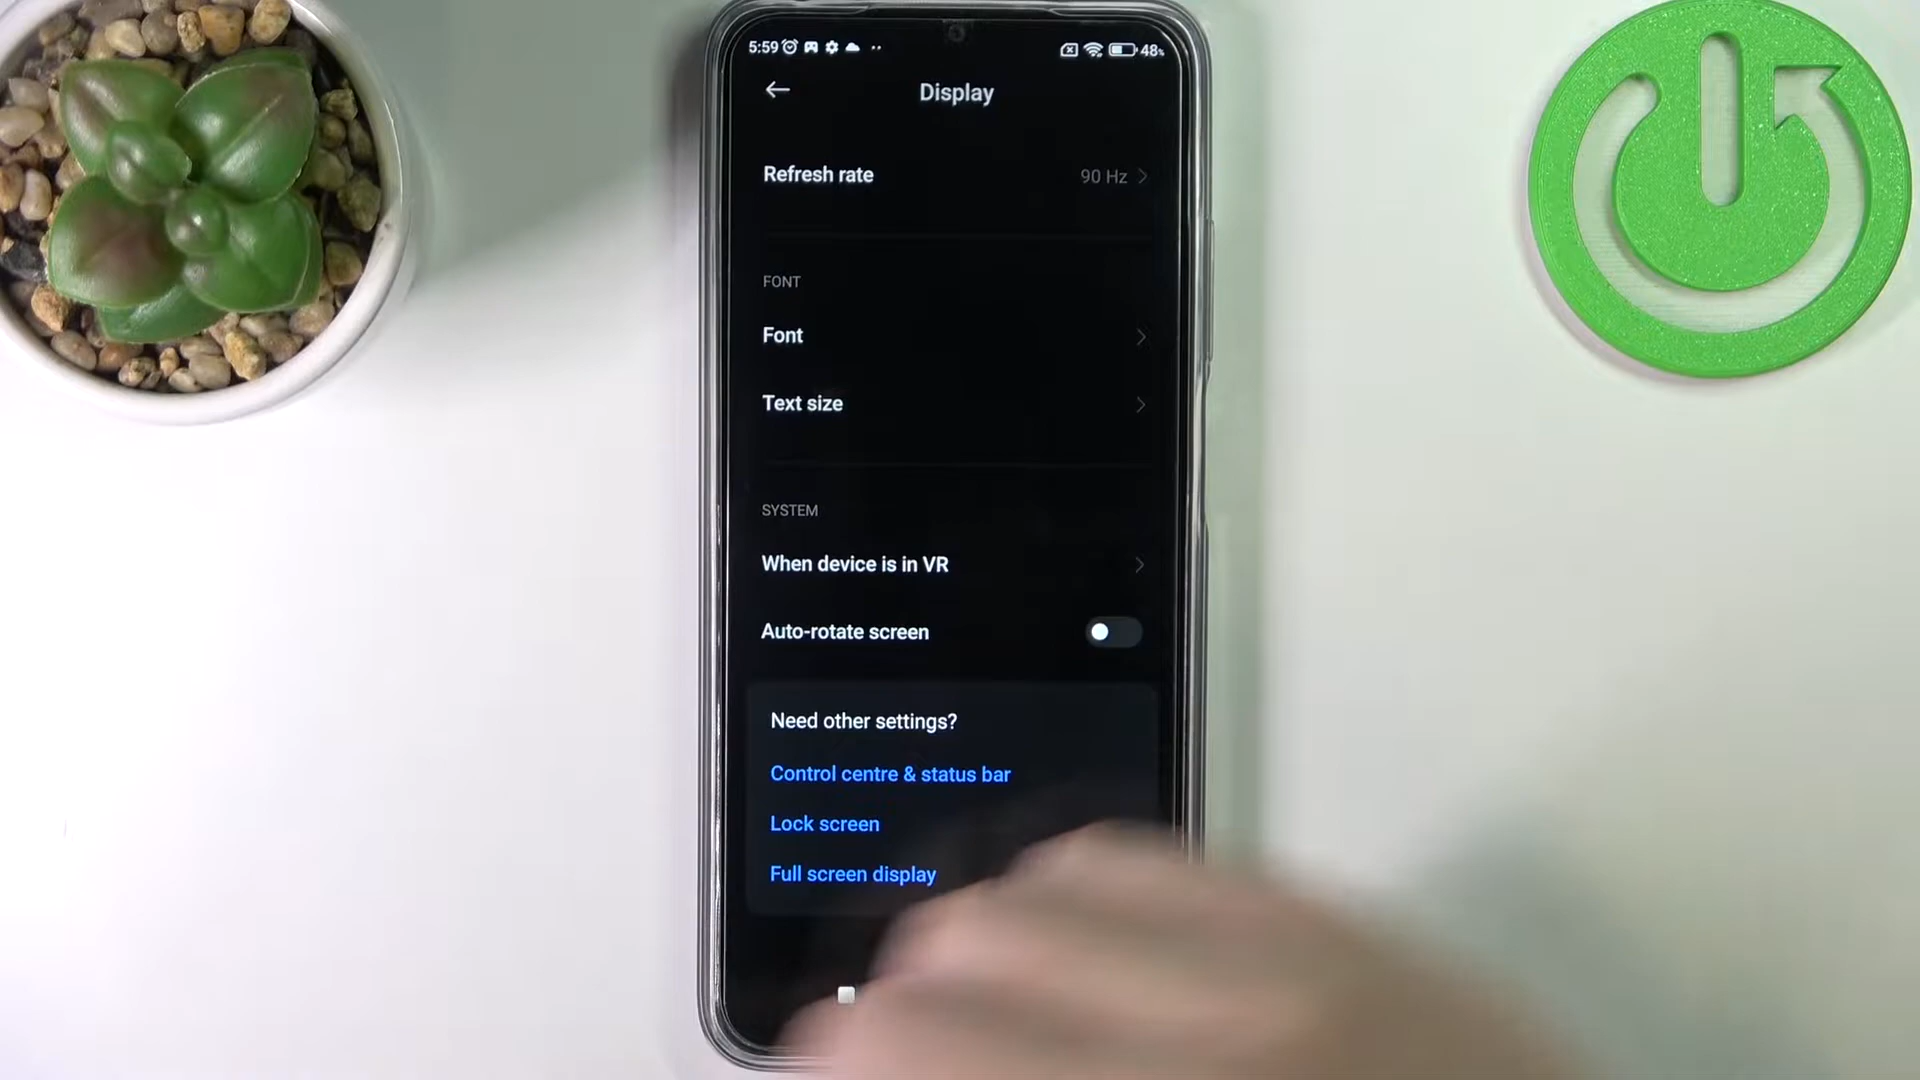 5:59 48%
Display
Refresh rate 90 Hz
FONT
Font
Text size
SYSTEM
When device is in VR
Auto-rotate screen
Need other settings?
Control centre & status bar
Lock screen
Full screen display